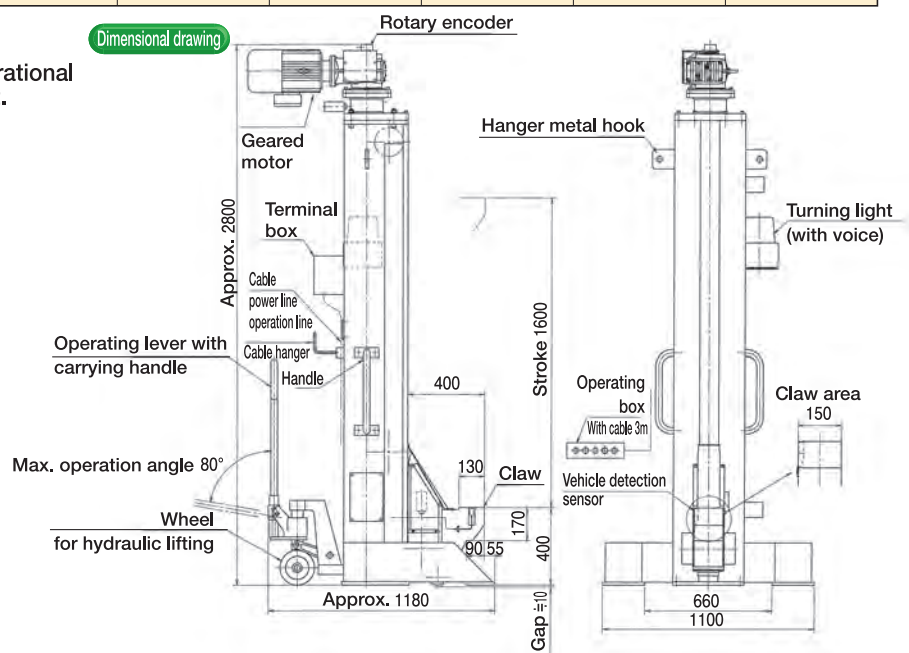 Rotary encoder
Dimensional drawing
rational
.
Geared
motor
Hanger metal hook
Terminal
box
Turning light
(with voice)
Approx. 2800
Cable
power line
operation line
Cable hanger
Operating lever with
carrying handle
Handle
Stroke 1600
400
Operating
box
With cable 3m
Claw area
150
Max. operation angle 80°
130
Claw
Vehicle detection
sensor
Wheel
for hydraulic lifting
170
400
90
55
Approx. 1180
Gap ≒10
660
1100